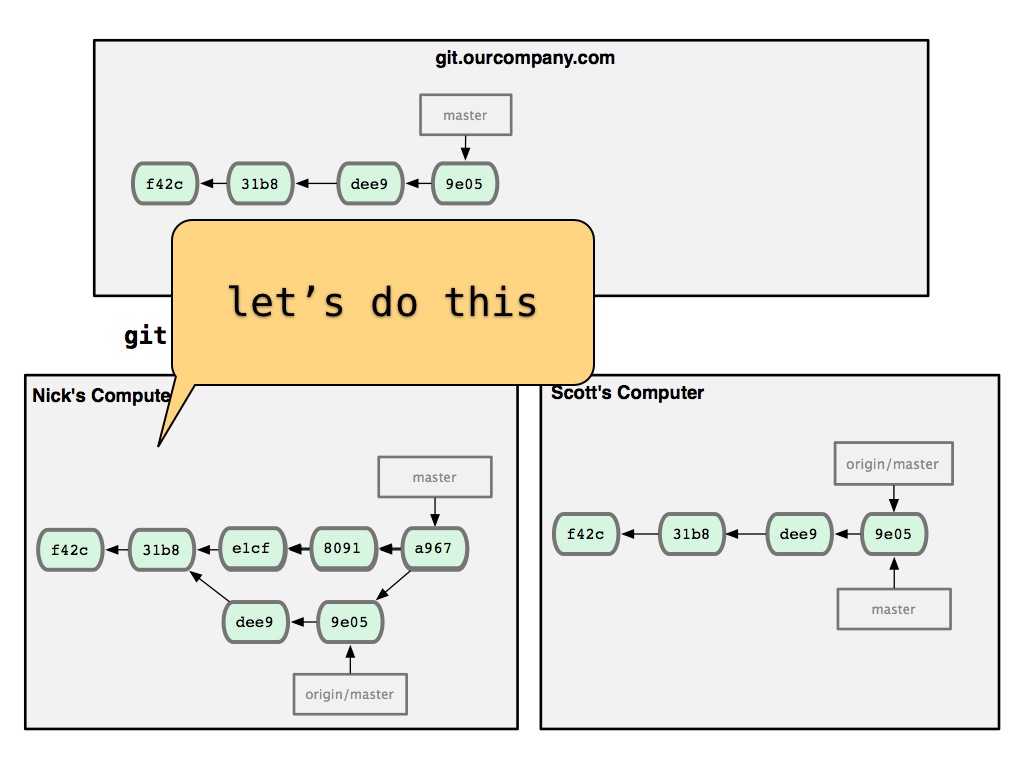 git.ourcompany.com
master
f42c 31b8 dee9 9e05
let’s do this
git
Nick's Compute
Scott's Computer
master
f42c 31b8 e1cf 8091 a967
dee9 9e05
origin/master
origin/master
f42c 31b8 dee9 9e05
master